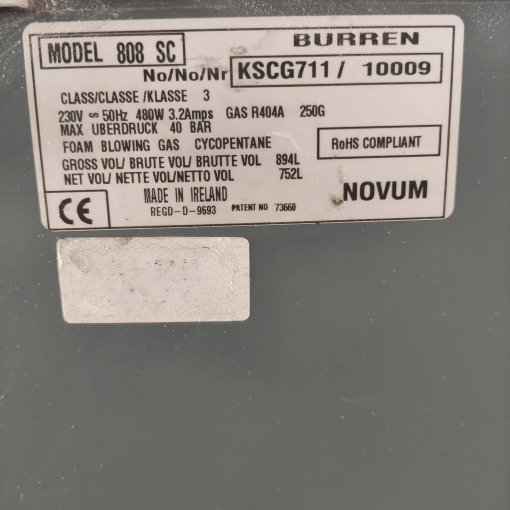 BURREN
MODEL 808 SC
No/No/Nr KSCG711 / 10009
CLASS/CLASSE /KLASSE 3
230V ∞ 50Hz 480W 3.2Amps GAS R404A 250G
MAX UBERDRUCK 40 BAR
FOAM BLOWING GAS CYCOPENTANE
RoHS COMPLIANT
GROSS VOL/ BRUTE VOL/ BRUTTE VOL 894L
NET VOL/ NETTE VOL/NETTO VOL 752L
CE
MADE IN IRELAND
NOVUM
REGD-D-9693 PATENT NO 73660